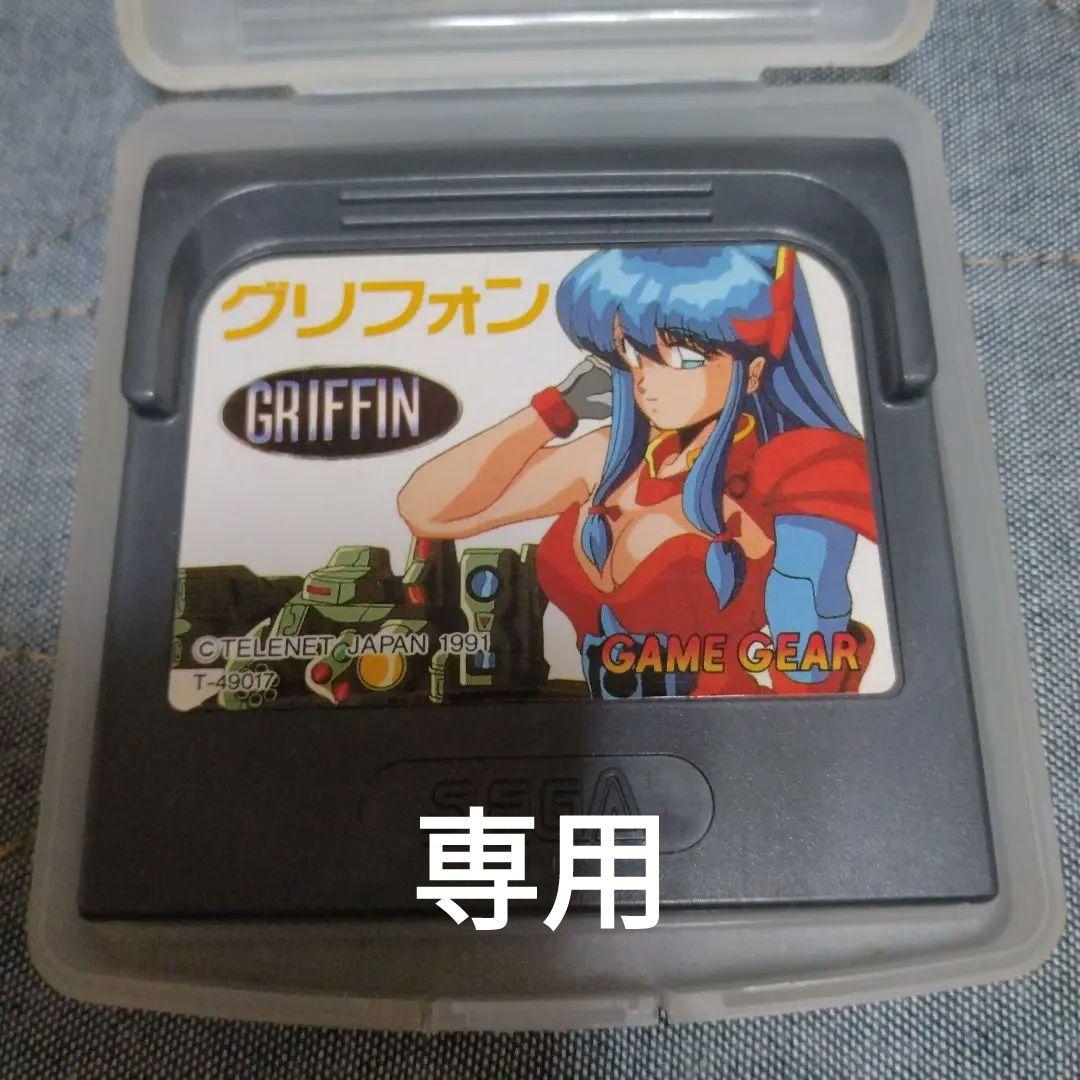 グリフォン
GRIFFIN
©TELENET JAPAN 1991
T-49017
GAME GEAR
SEGA
専用